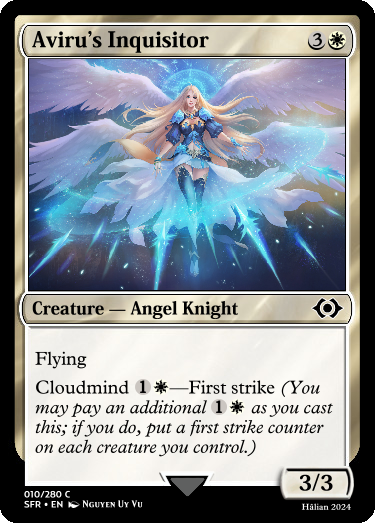 Aviru's Inquisitor 3
Creature — Angel Knight
Flying
Cloudmind 1 —First strike (You
may pay an additional 1 as you cast
this; if you do, put a first strike counter
on each creature you control.)
3/3
010/280 C
SFR • EN Nguyen Uy Vu
Hālian 2024